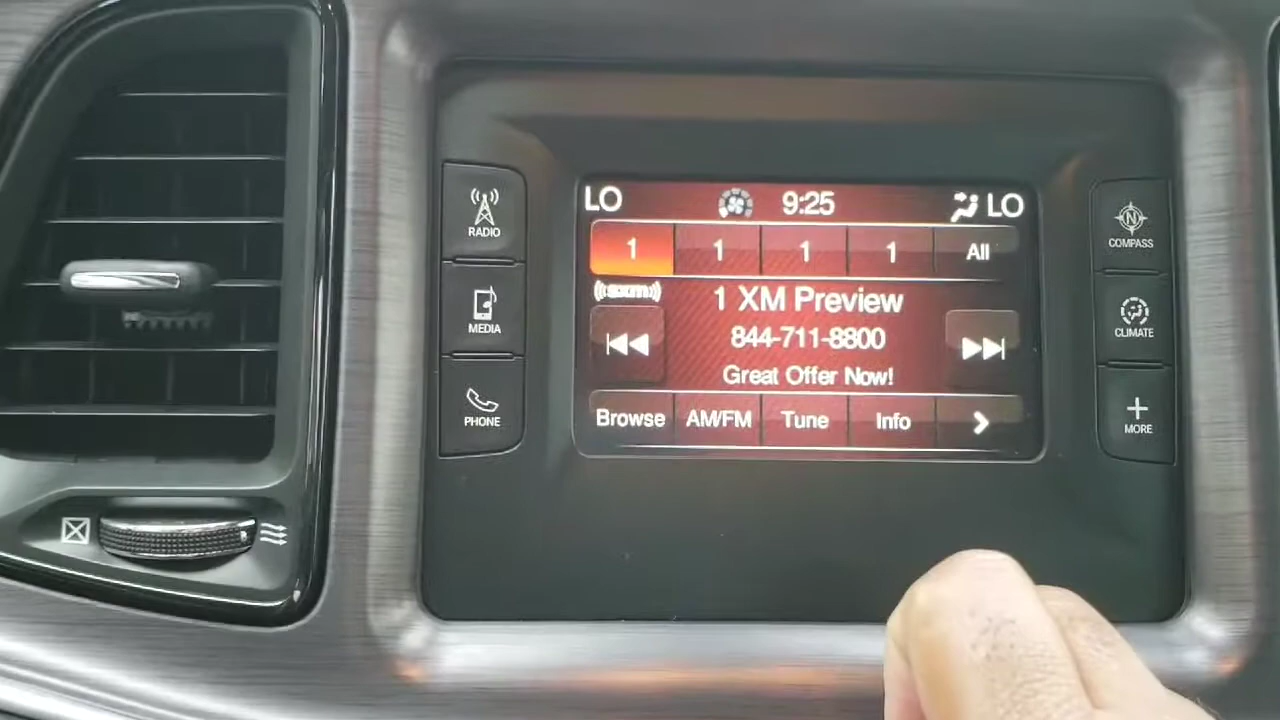 LO 9:25 LO
1 1 1 1 All
((sxm))
1 XM Preview
844-711-8800
Great Offer Now!
Browse AM/FM Tune Info
RADIO
MEDIA
PHONE
N
COMPASS
CLIMATE
MORE